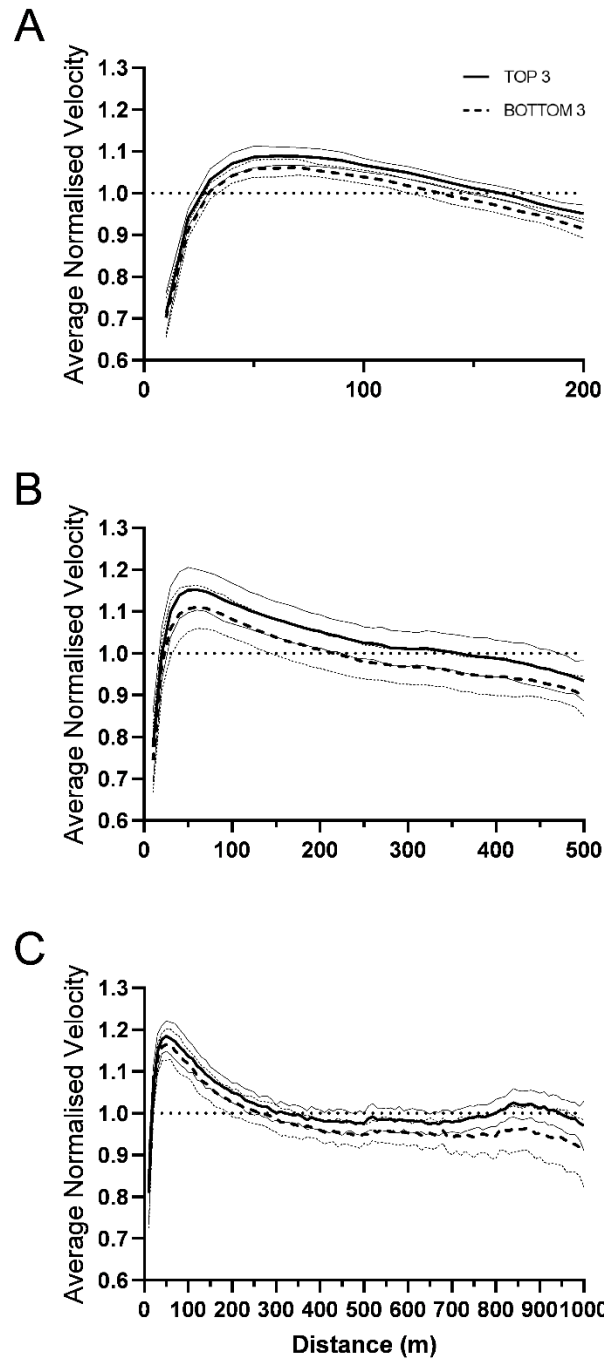 A
Average Normalised Velocity
1.3
1.2
1.1
1.0
0.9
0.8
0.7
0.6
TOP 3
BOTTOM 3
0 100 200
B
Average Normalised Velocity
1.3
1.2
1.1
1.0
0.9
0.8
0.7
0.6
0 100 200 300 400 500
C
Average Normalised Velocity
1.3
1.2
1.1
1.0
0.9
0.8
0.7
0.6
0 100 200 300 400 500 600 700 800 900 1000
Distance (m)